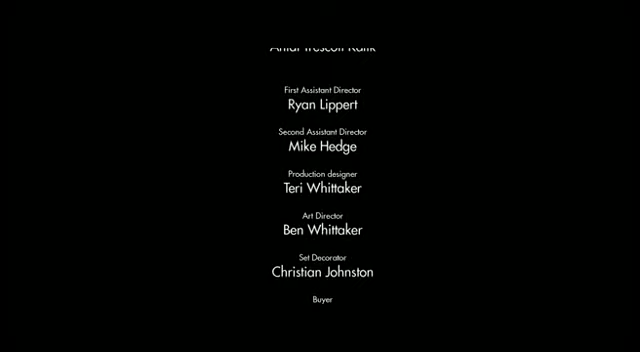 First Assistant Director
Ryan Lippert
Second Assistant Director
Mike Hedge
Production designer
Teri Whittaker
Art Director
Ben Whittaker
Set Decorator
Christian Johnston
Buyer